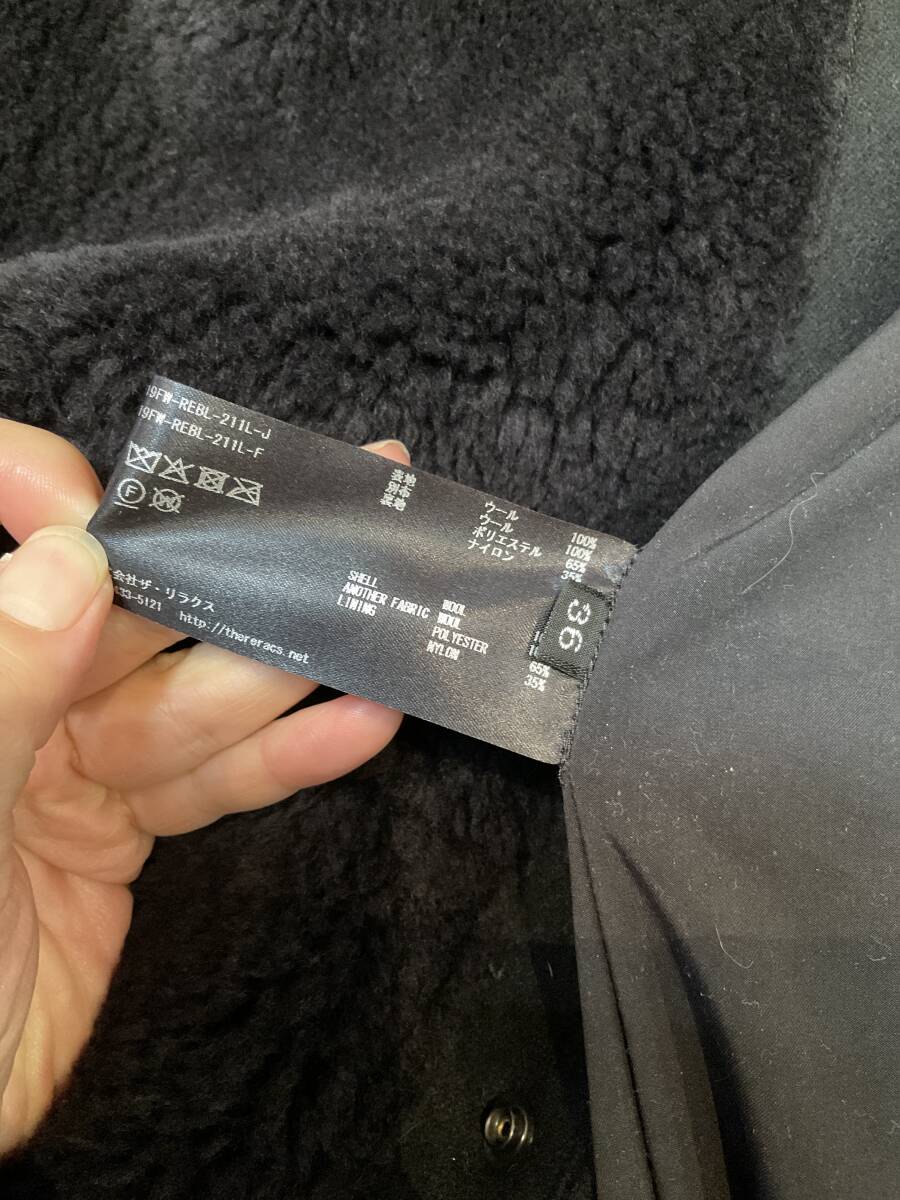 19FW-REBL-211L-J
19FW-REBL-211L-F
F
W
表地 ウール 100%
別布 ウール 100%
裏地 ポリエステル 65%
ナイロン 35%
SHELL WOOL
ANOTHER FABRIC WOOL
LINING POLYESTER 65%
NYLON 35%
36
会社ザ・リラクス
433-5121 http://thereracs.net